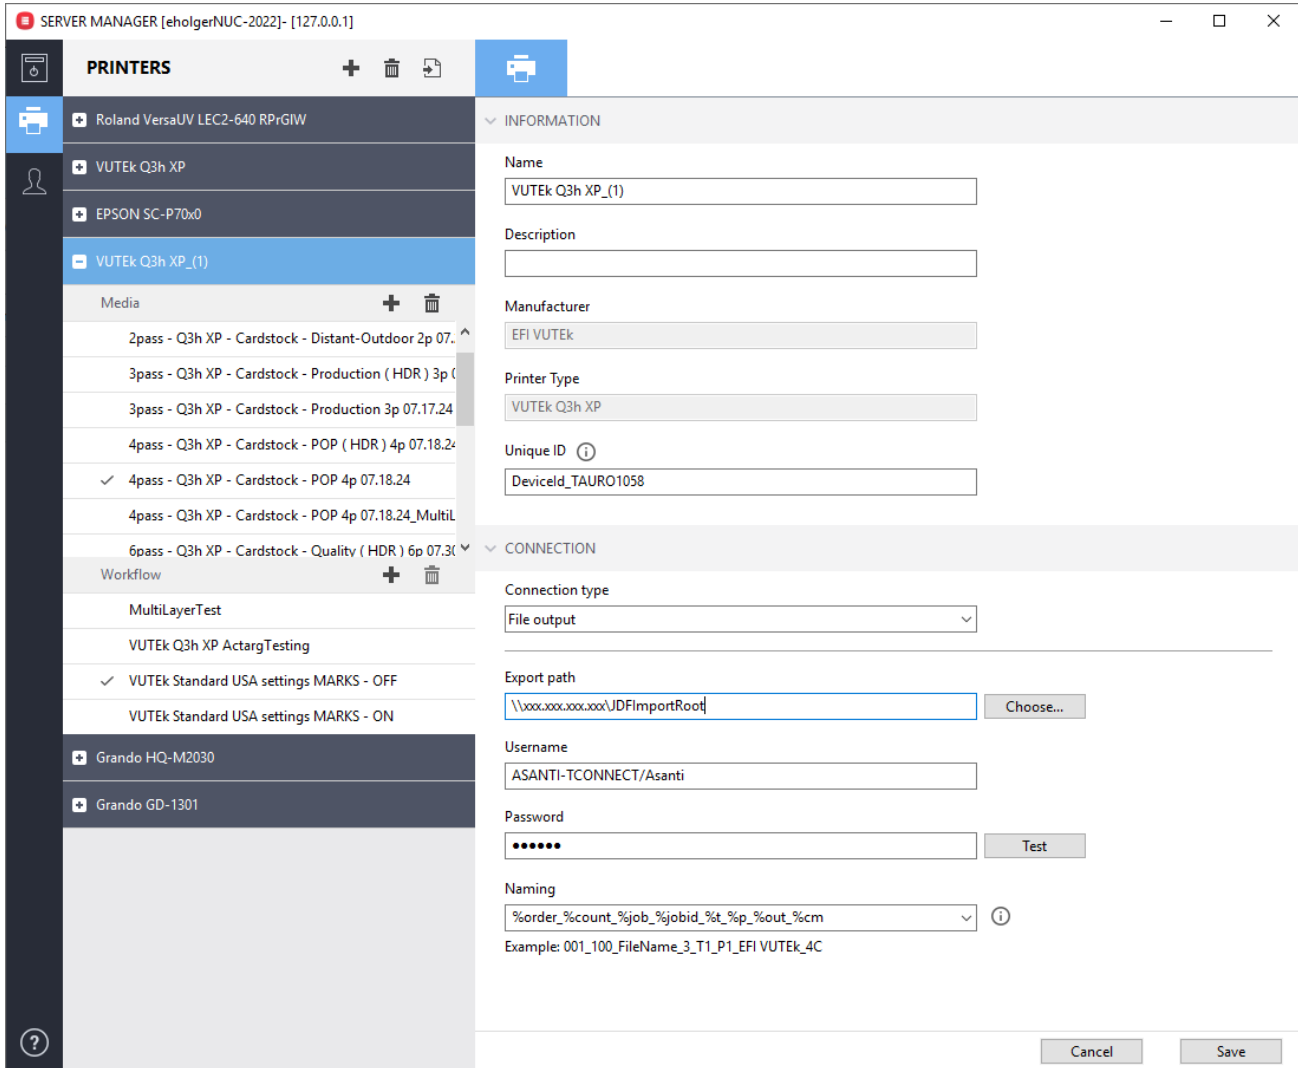 SERVER MANAGER [eholgerNUC-2022]- [127.0.0.1]
PRINTERS
Roland VersaUV LEC2-640 RPrGIW
VUTEk Q3h XP
EPSON SC-P70x0
VUTEk Q3h XP_(1)
Media
2pass - Q3h XP - Cardstock - Distant-Outdoor 2p 07..
3pass - Q3h XP - Cardstock - Production ( HDR ) 3p 0
3pass - Q3h XP - Cardstock - Production 3p 07.17.24
4pass - Q3h XP - Cardstock - POP ( HDR ) 4p 07.18.24
4pass - Q3h XP - Cardstock - POP 4p 07.18.24
4pass - Q3h XP - Cardstock - POP 4p 07.18.24_MultiL
6pass - Q3h XP - Cardstock - Quality ( HDR ) 6p 07.30
Workflow
MultiLayerTest
VUTEk Q3h XP ActargTesting
VUTEk Standard USA settings MARKS - OFF
VUTEk Standard USA settings MARKS - ON
Grando HQ-M2030
Grando GD-1301
INFORMATION
Name
VUTEk Q3h XP_(1)
Description
Manufacturer
EFI VUTEk
Printer Type
VUTEk Q3h XP
Unique ID
DeviceId_TAURO1058
CONNECTION
Connection type
File output
Export path
\\xxx.xxx.xxx.xxx\JDFImportRoot
Choose...
Username
ASANTI-TCONNECT/Asanti
Password
●●●●●●
Test
Naming
%order_%count_%job_%jobid_%t_%p_%out_%cm
Example: 001_100_FileName_3_T1_P1_EFI VUTEk_4C
Cancel
Save